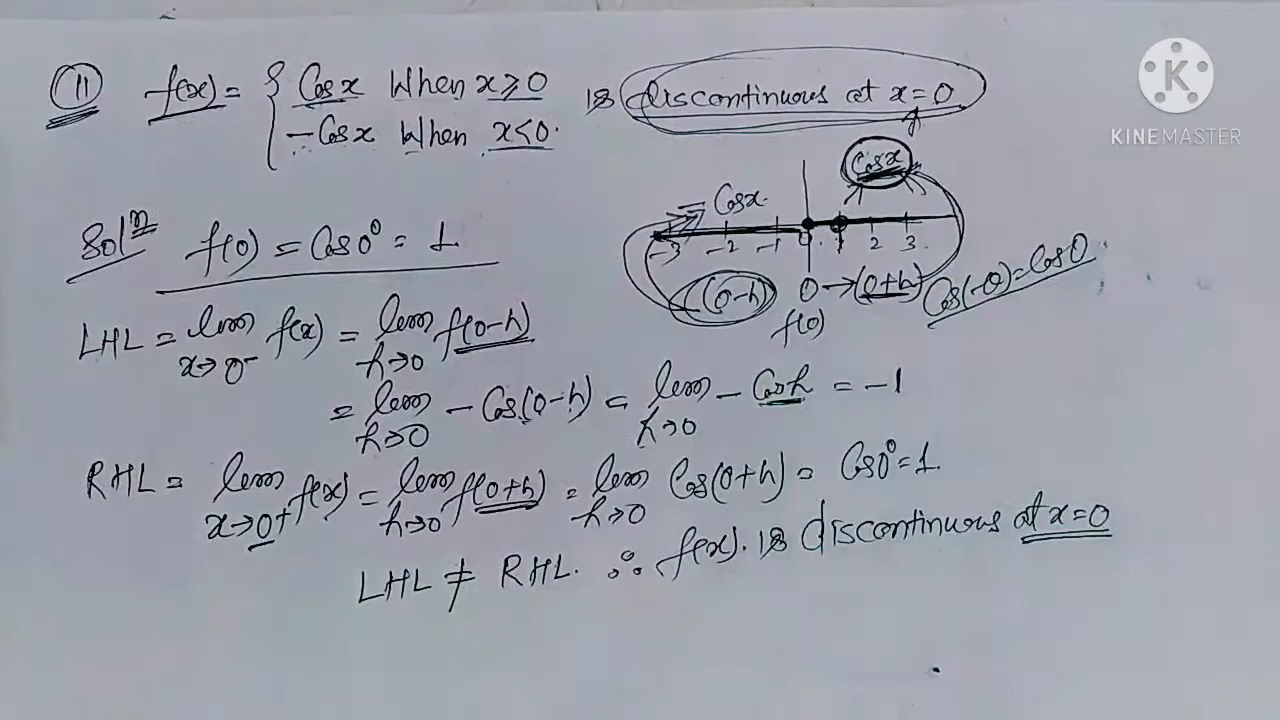 11 f(x) = { Cos x When x ≥ 0 is discontinuous at x = 0
- Cos x When x < 0.
KINEMASTER
Cos x
- Cos x
-3 -2 -1 0 1 2 3
Solⁿ f(0) = Cos 0° = 1
(0-h) 0 → (0+h) Cos(-θ) = Cos θ
f(0)
LHL = lim x→0⁻ f(x) = lim h→0 f(0-h)
= lim h→0 - Cos(0-h) = lim h→0 - Cos h = -1
RHL = lim x→0+ f(x) = lim h→0 f(0+h) = lim h→0 Cos(0+h) = Cos 0° = 1
LHL ≠ RHL. ∴ f(x). is discontinuous at x = 0